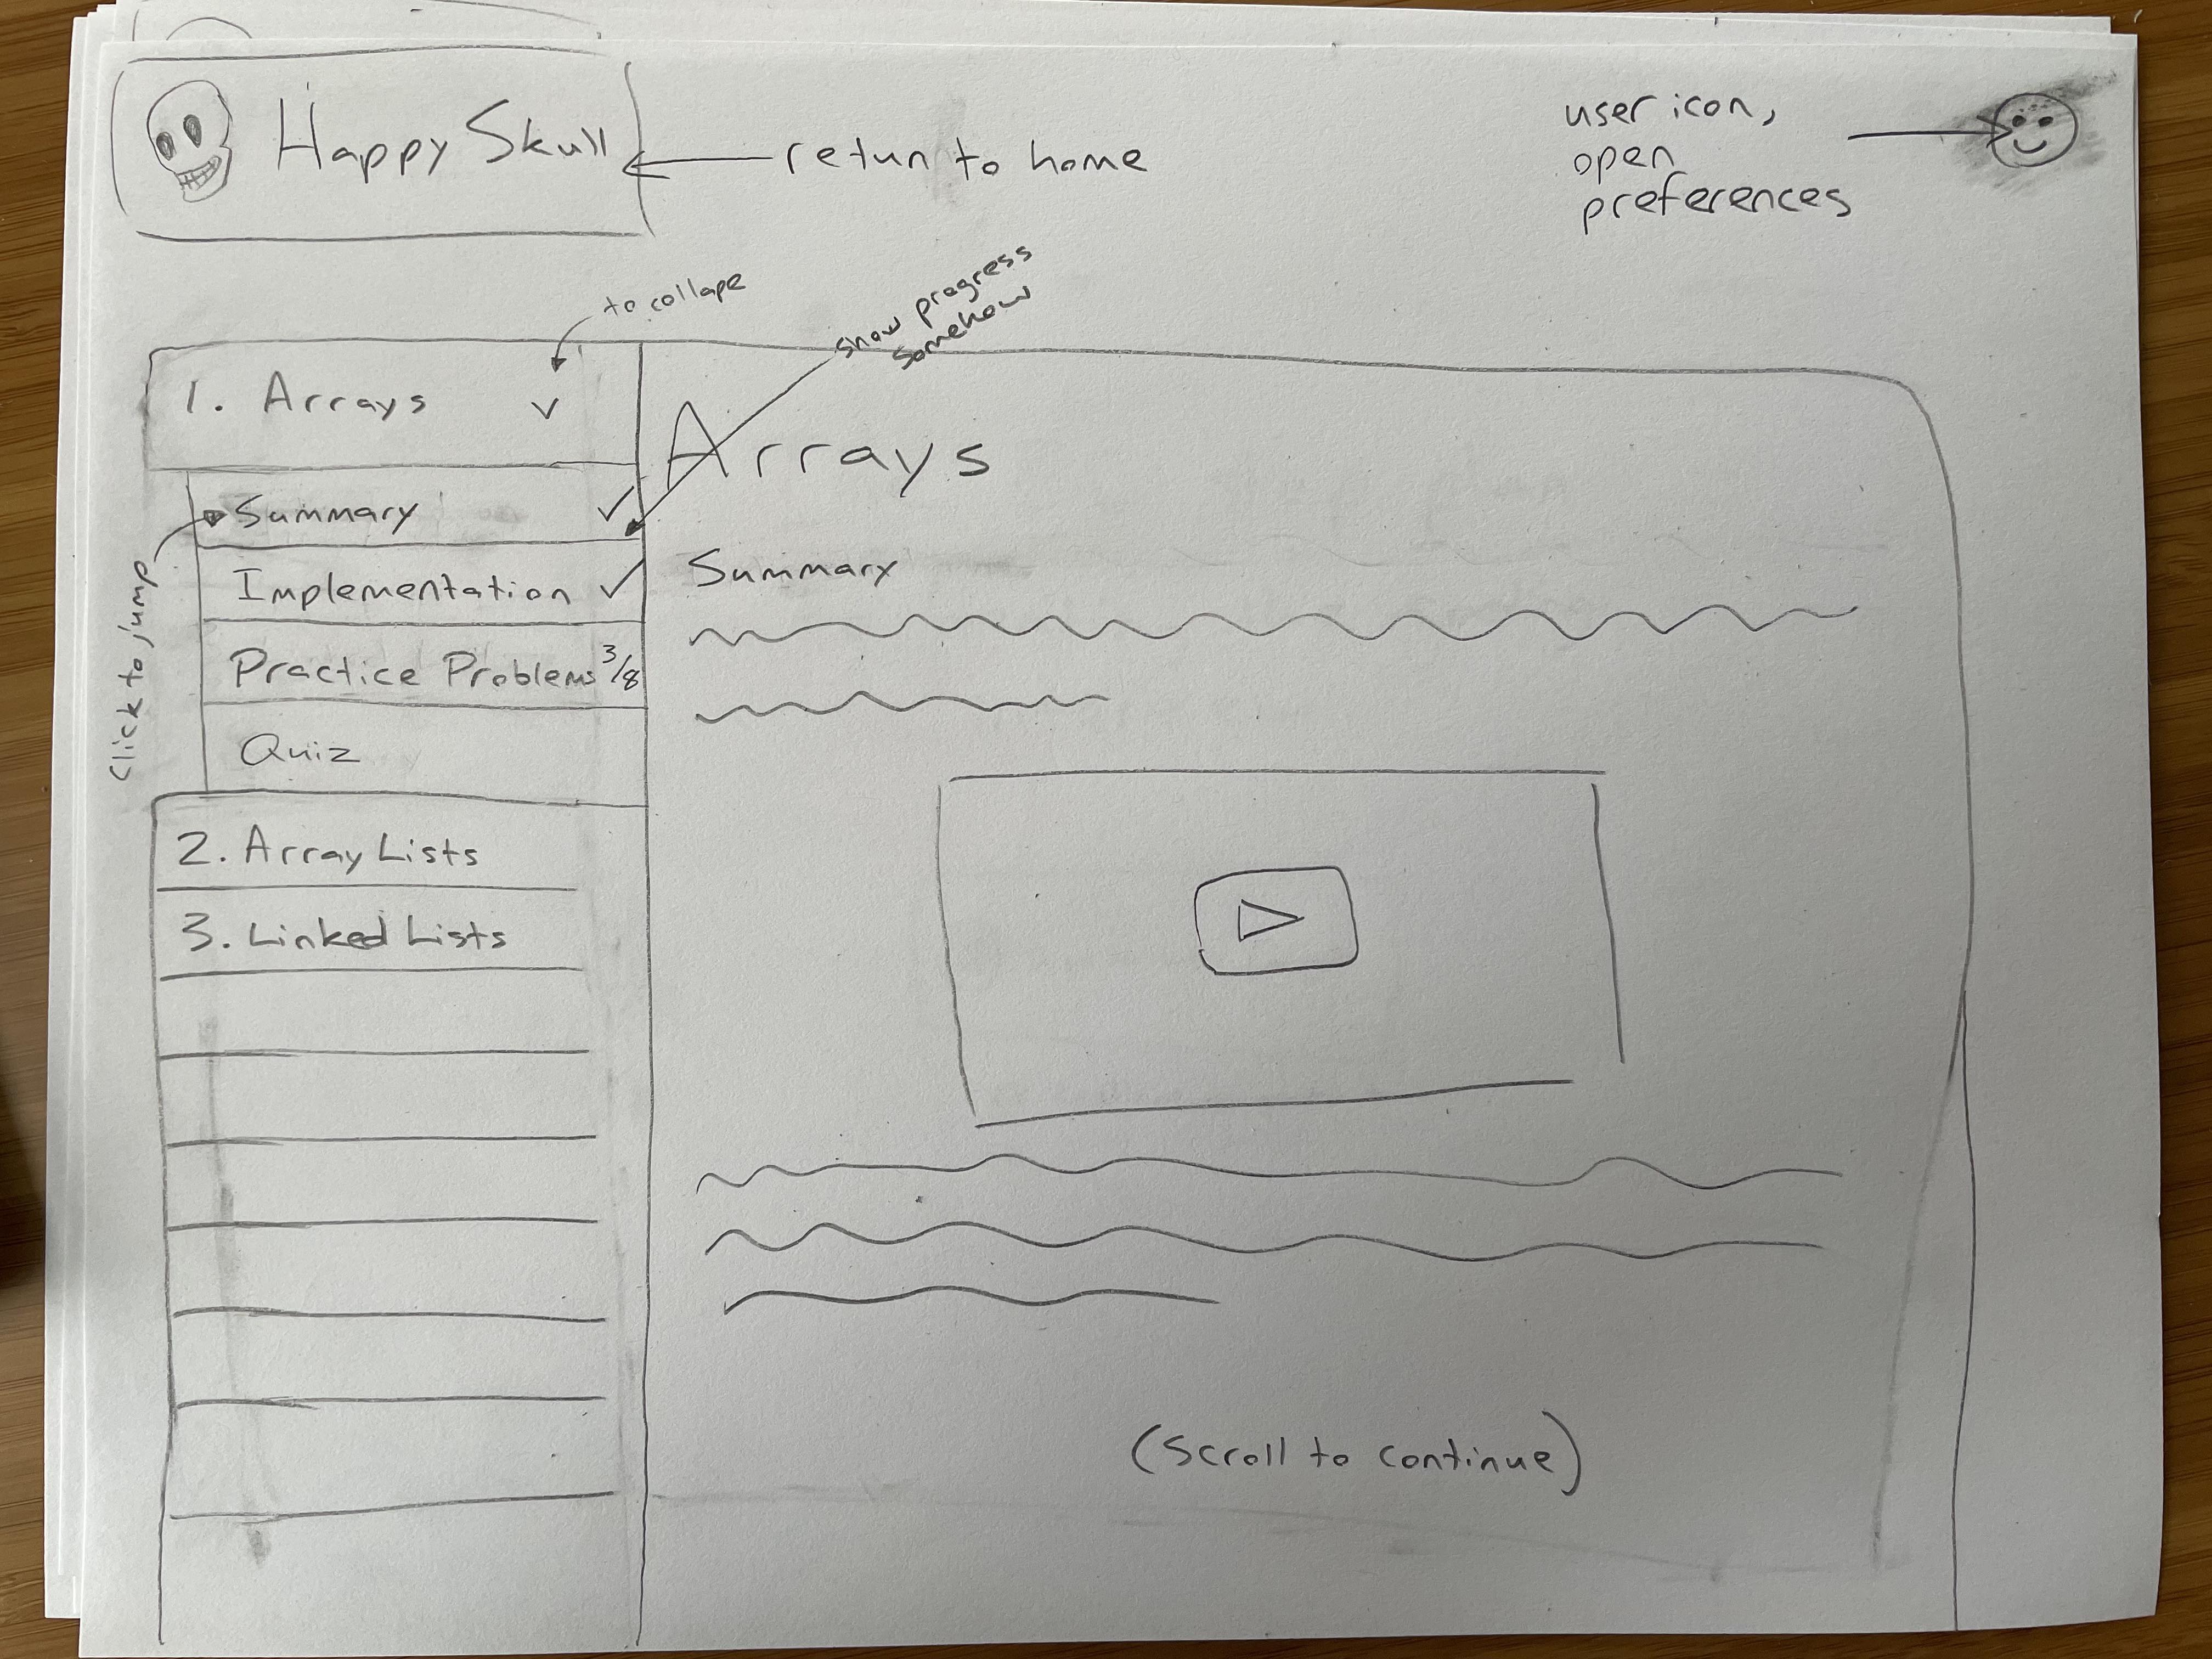 Happy Skull
retun to home
user icon,
open
preferences
to collape
show progress
somehow
1. Arrays
Summary
Implementation
Practice Problems 3/8
Quiz
Click to jump
2. Array Lists
3. Linked Lists
Arrays
Summary
(Scroll to continue)